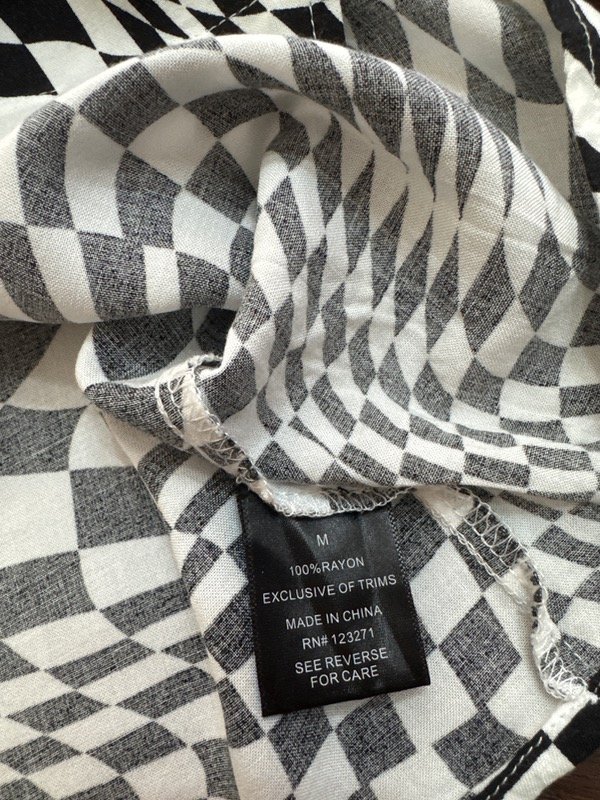 M
100%RAYON
EXCLUSIVE OF TRIMS
MADE IN CHINA
RN# 123271
SEE REVERSE
FOR CARE